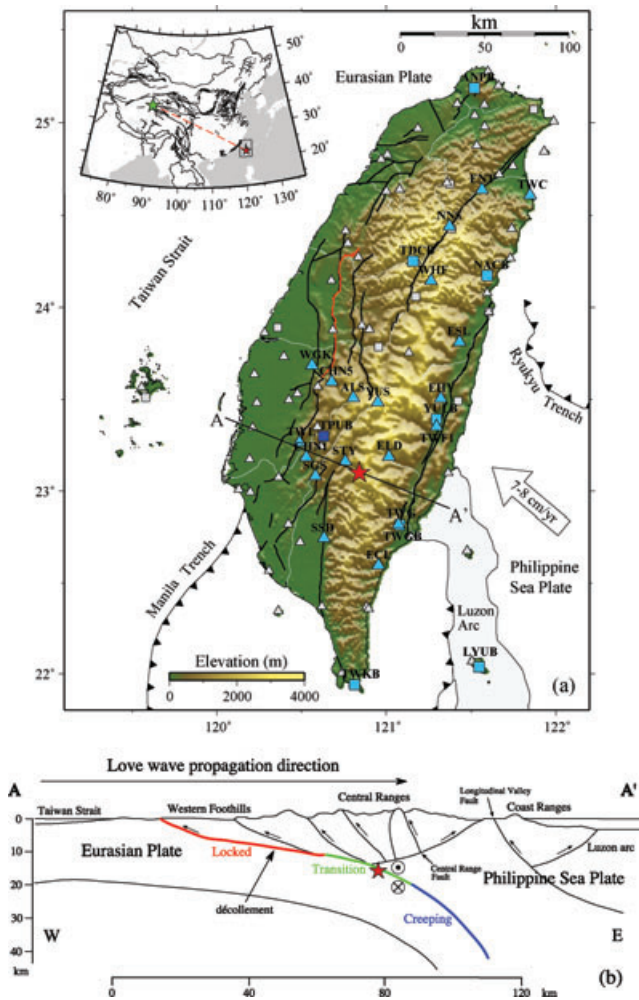 km
0 50 100
50˚
40˚
30˚
20˚
80˚ 90˚ 100˚ 110˚ 120˚ 130˚
Eurasian Plate
ANPB
25˚
ENT
TWC
NNS
TDCB
WHF
NACB
Taiwan Strait
24˚
ESL
WGK
CHN5
ALS
YUS
EHY
YULB
TWF1
Ryukyu Trench
A
TPUB
CHN1
STY
ELD
SGS
23˚
A'
7-8 cm/yr
TWG
TWGB
SSD
ECL
Manila Trench
Philippine
Sea Plate
Luzon
Arc
LYUB
TWKB
Elevation (m)
0 2000 4000
22˚
(a)
120˚ 121˚ 122˚
(b)
A
Love wave propagation direction
A'
Taiwan Strait
Western Foothills
Central Ranges
Longitudinal Valley
Fault
Coast Ranges
0
Eurasian Plate
Locked
Luzon arc
10
Transition
Central Range
Fault
Philippine Sea Plate
20
décollement
Creeping
30
W
E
40
km
0 40 80 120
km